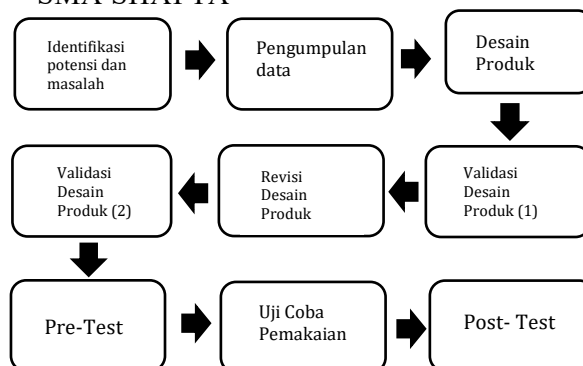 SMA SHAFTA
Identifikasi
potensi dan
masalah
Pengumpulan
data
Desain
Produk
Validasi
Desain
Produk (1)
Revisi
Desain
Produk
Validasi
Desain
Produk (2)
Pre-Test
Uji Coba
Pemakaian
Post- Test